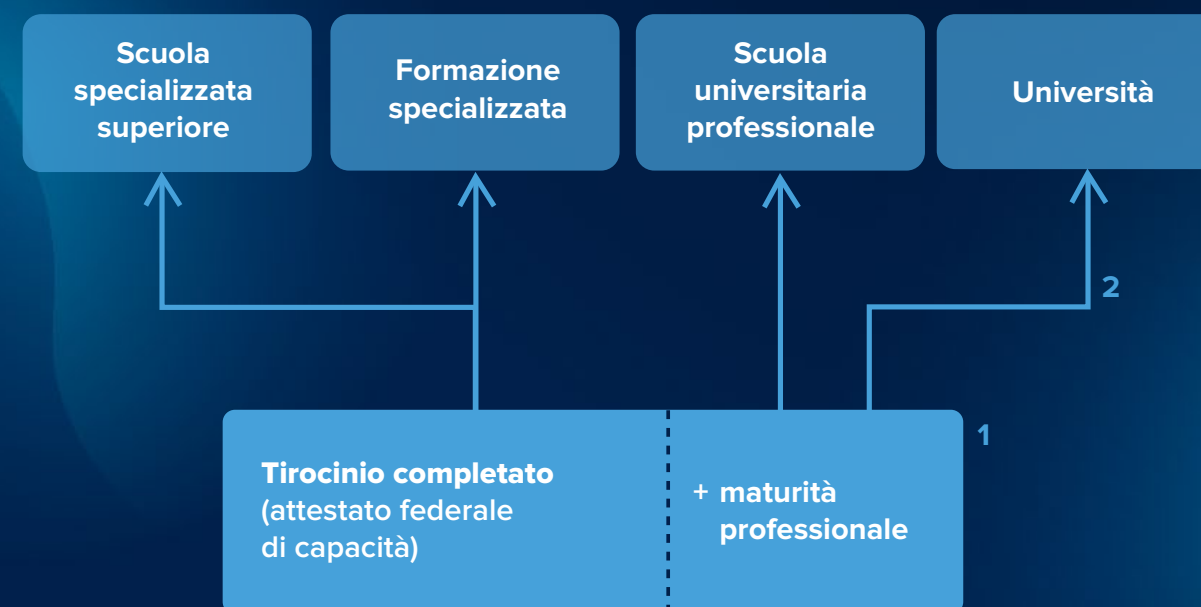 Scuola
specializzata
superiore
Formazione
specializzata
Scuola
universitaria
professionale
Università
2
1
Tirocinio completato
(attestato federale
di capacità)
+ maturità
professionale